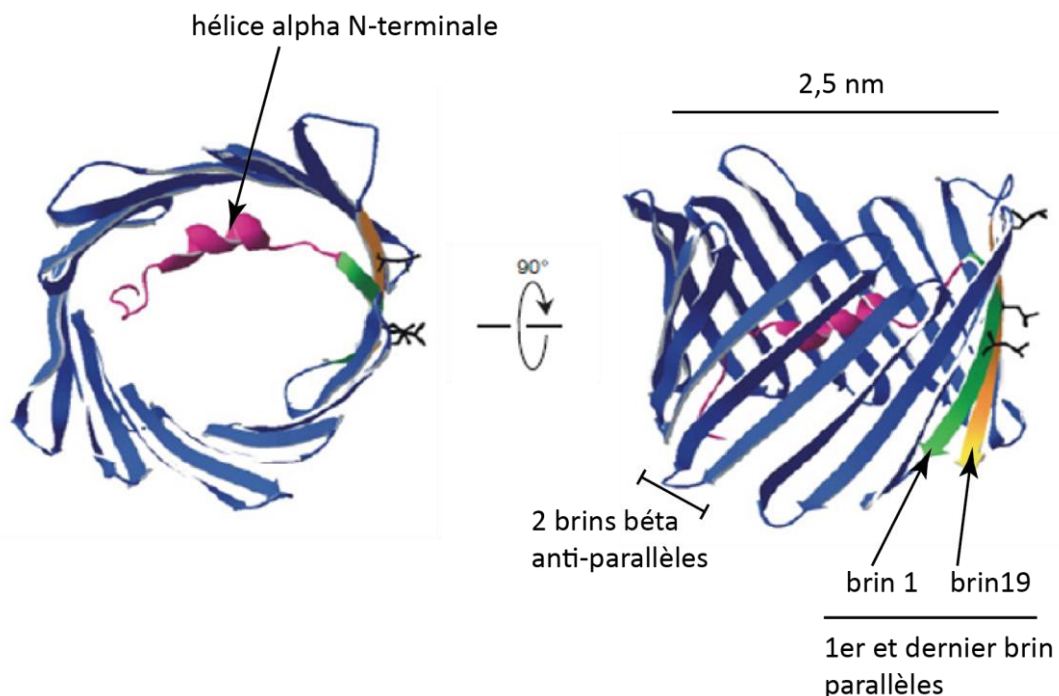 hélice alpha N-terminale
2,5 nm
90°
2 brins béta
anti-parallèles
brin 1
brin19
1er et dernier brin
parallèles